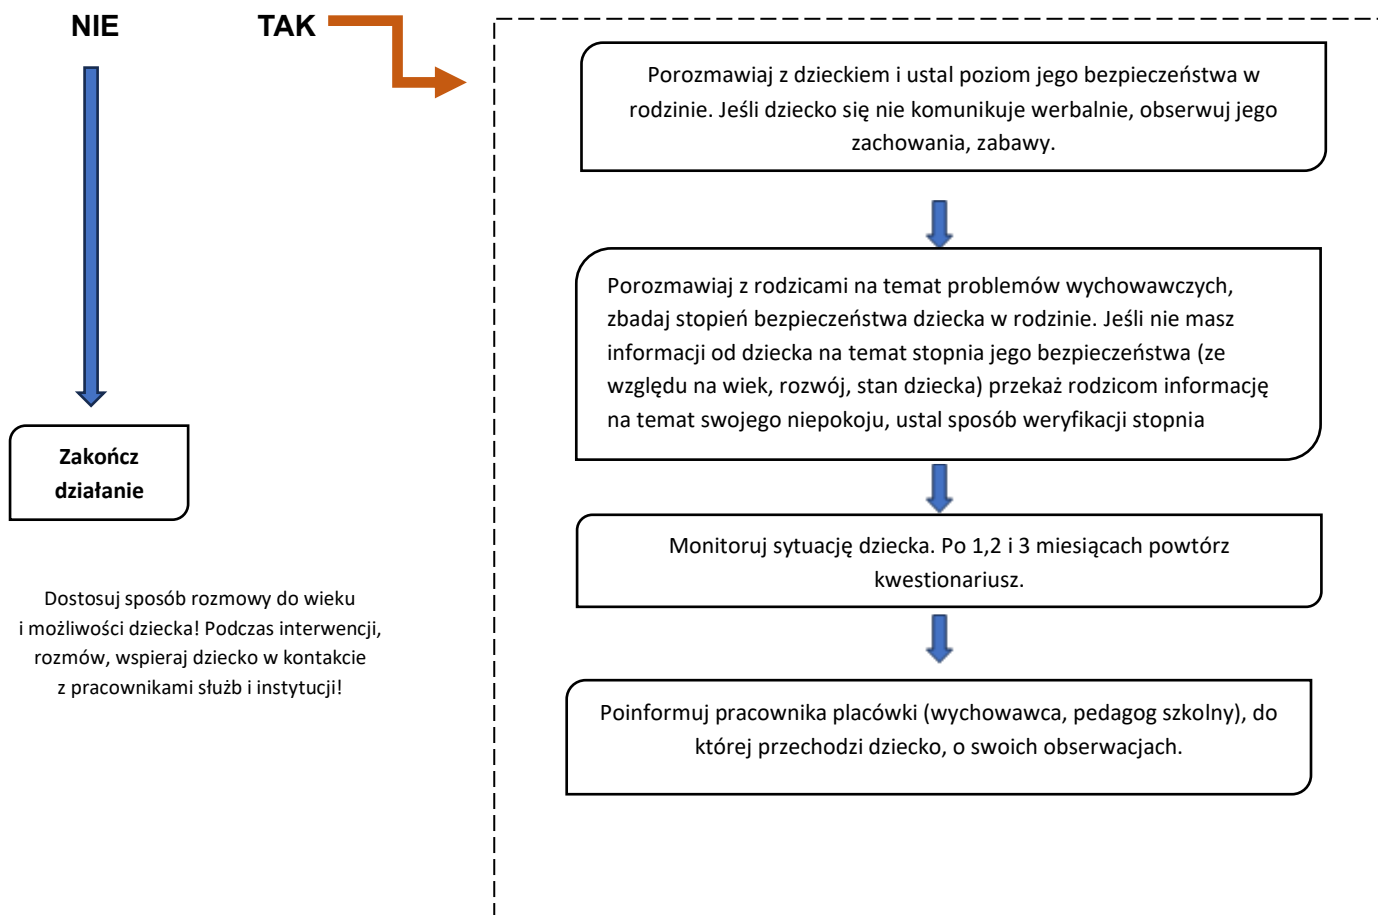 NIE
TAK
Porozmawiaj z dzieckiem i ustal poziom jego bezpieczeństwa w
rodzinie. Jeśli dziecko się nie komunikuje werbalnie, obserwuj jego
zachowania, zabawy.
Porozmawiaj z rodzicami na temat problemów wychowawczych,
zbadaj stopień bezpieczeństwa dziecka w rodzinie. Jeśli nie masz
informacji od dziecka na temat stopnia jego bezpieczeństwa (ze
względu na wiek, rozwój, stan dziecka) przekaż rodzicom informację
na temat swojego niepokoju, ustal sposób weryfikacji stopnia
Zakończ
działanie
Monitoruj sytuację dziecka. Po 1,2 i 3 miesiącach powtórz
kwestionariusz.
Dostosuj sposób rozmowy do wieku
i możliwości dziecka! Podczas interwencji,
rozmów, wspieraj dziecko w kontakcie
z pracownikami służb i instytucji!
Poinformuj pracownika placówki (wychowawca, pedagog szkolny), do
której przechodzi dziecko, o swoich obserwacjach.